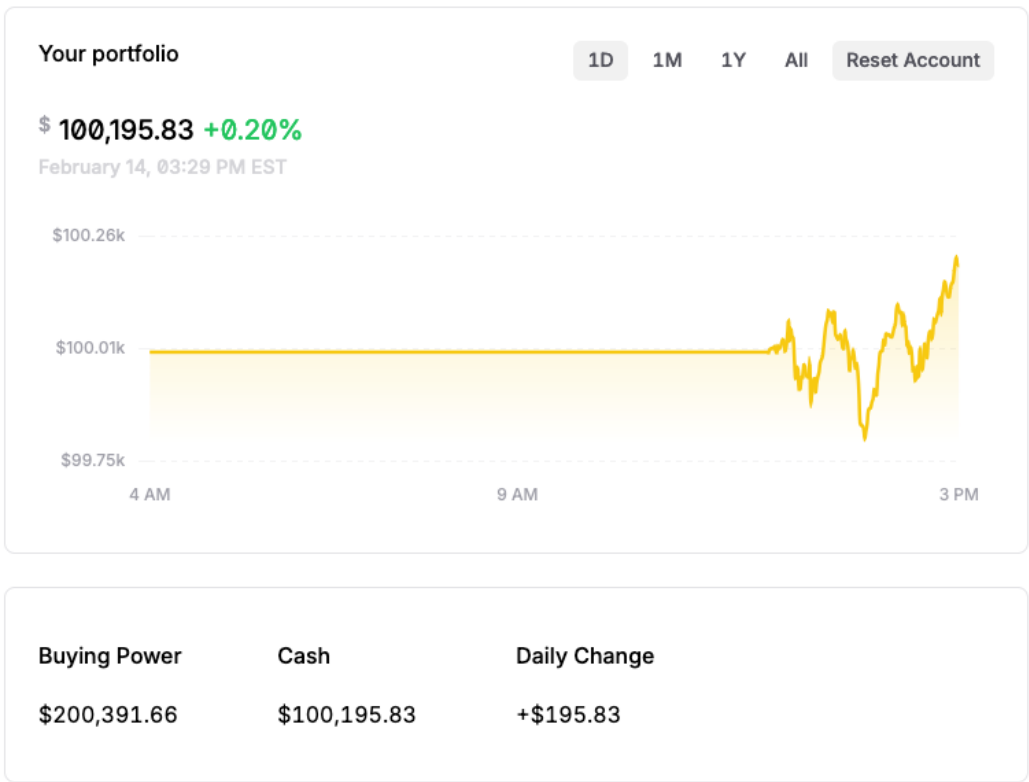 Your portfolio
1D 1M 1Y All Reset Account
$ 100,195.83 +0.20%
February 14, 03:29 PM EST
$100.26k
$100.01k
$99.75k
4 AM 9 AM 3 PM
Buying Power Cash Daily Change
$200,391.66 $100,195.83 +$195.83